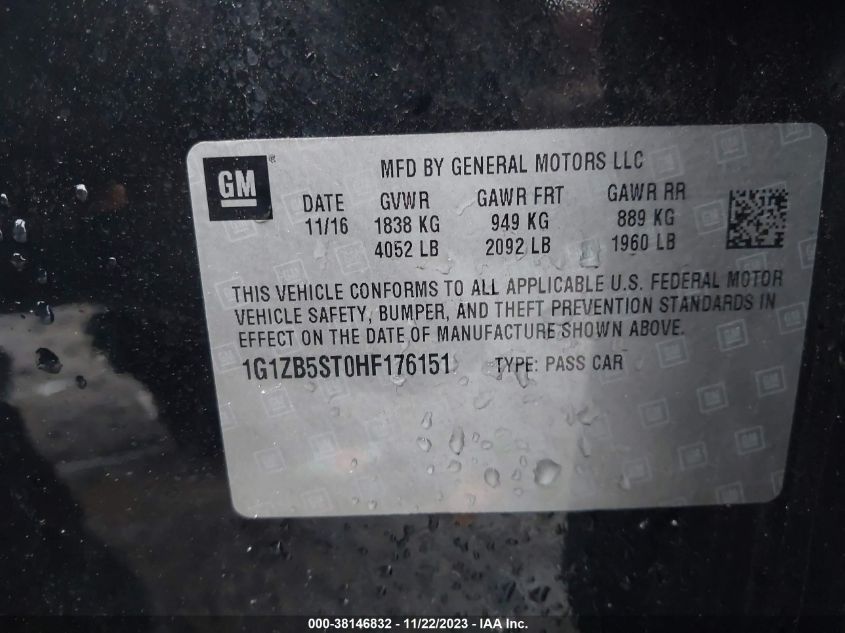 GM ®
MFD BY GENERAL MOTORS LLC
DATE GVWR GAWR FRT GAWR RR
11/16 1838 KG 949 KG 889 KG
4052 LB 2092 LB 1960 LB
THIS VEHICLE CONFORMS TO ALL APPLICABLE U.S. FEDERAL MOTOR
VEHICLE SAFETY, BUMPER, AND THEFT PREVENTION STANDARDS IN
EFFECT ON THE DATE OF MANUFACTURE SHOWN ABOVE.
1G1ZB5ST0HF176151 TYPE: PASS CAR
000-38146832 - 11/22/2023 - IAA Inc.